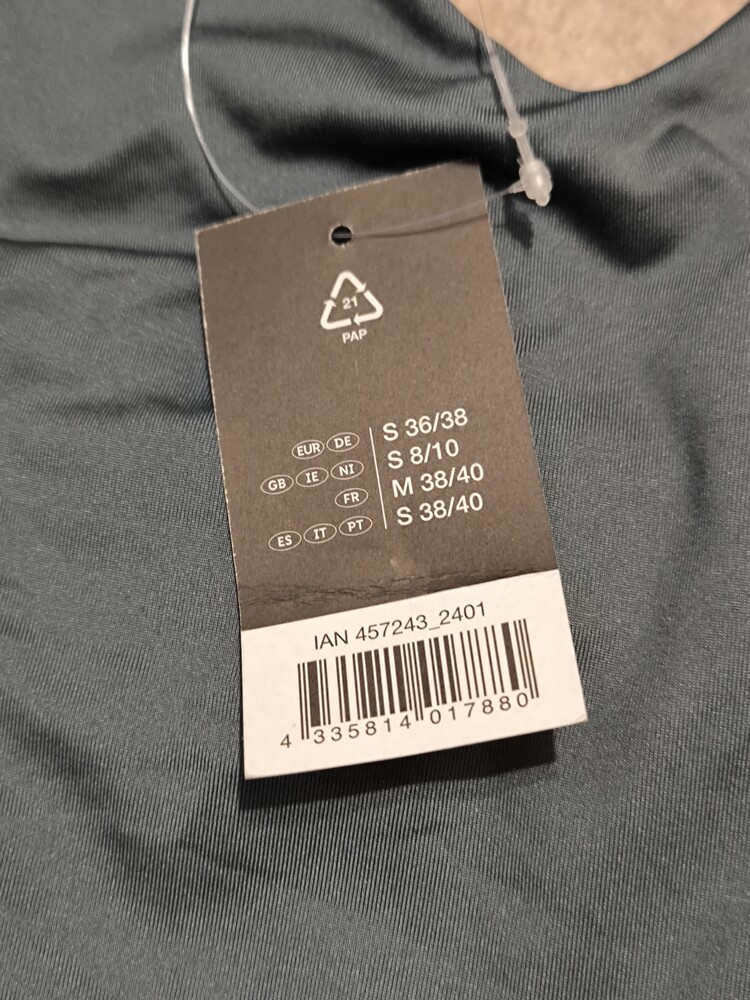 21
PAP
EUR DE S 36/38
GB IE NI S 8/10
FR M 38/40
ES IT PT S 38/40
IAN 457243_2401
4 335814 017880